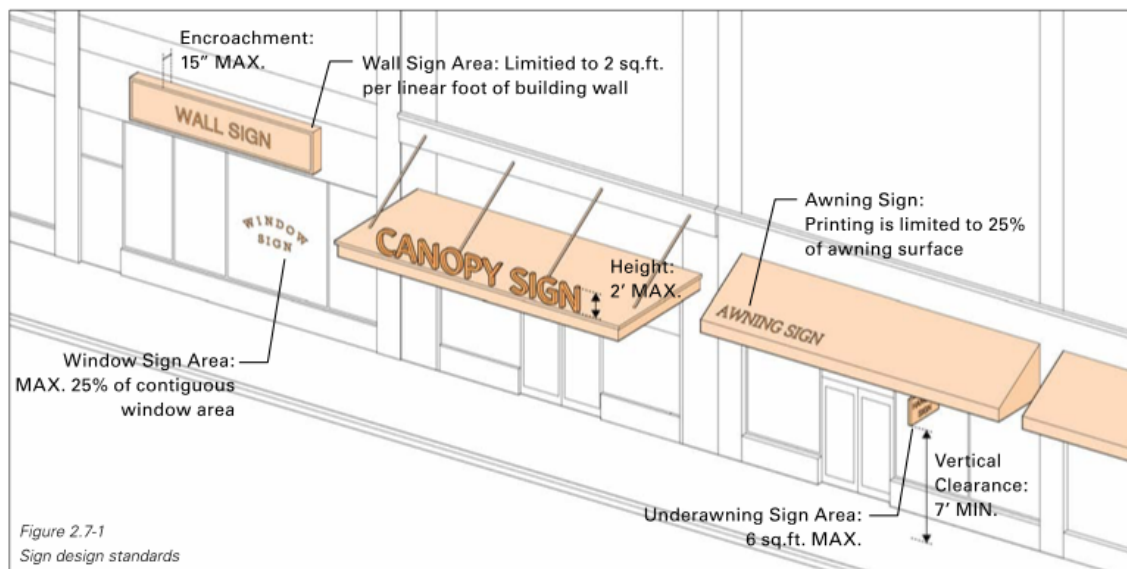 Encroachment:
15” MAX.
Wall Sign Area: Limitied to 2 sq.ft.
per linear foot of building wall
WALL SIGN
WINDOW
SIGN
CANOPY SIGN
Height:
2’ MAX.
Awning Sign:
Printing is limited to 25%
of awning surface
AWNING SIGN
Window Sign Area:
MAX. 25% of contiguous
window area
Vertical
Clearance:
7’ MIN.
Underawning Sign Area:
6 sq.ft. MAX.
Figure 2.7-1
Sign design standards